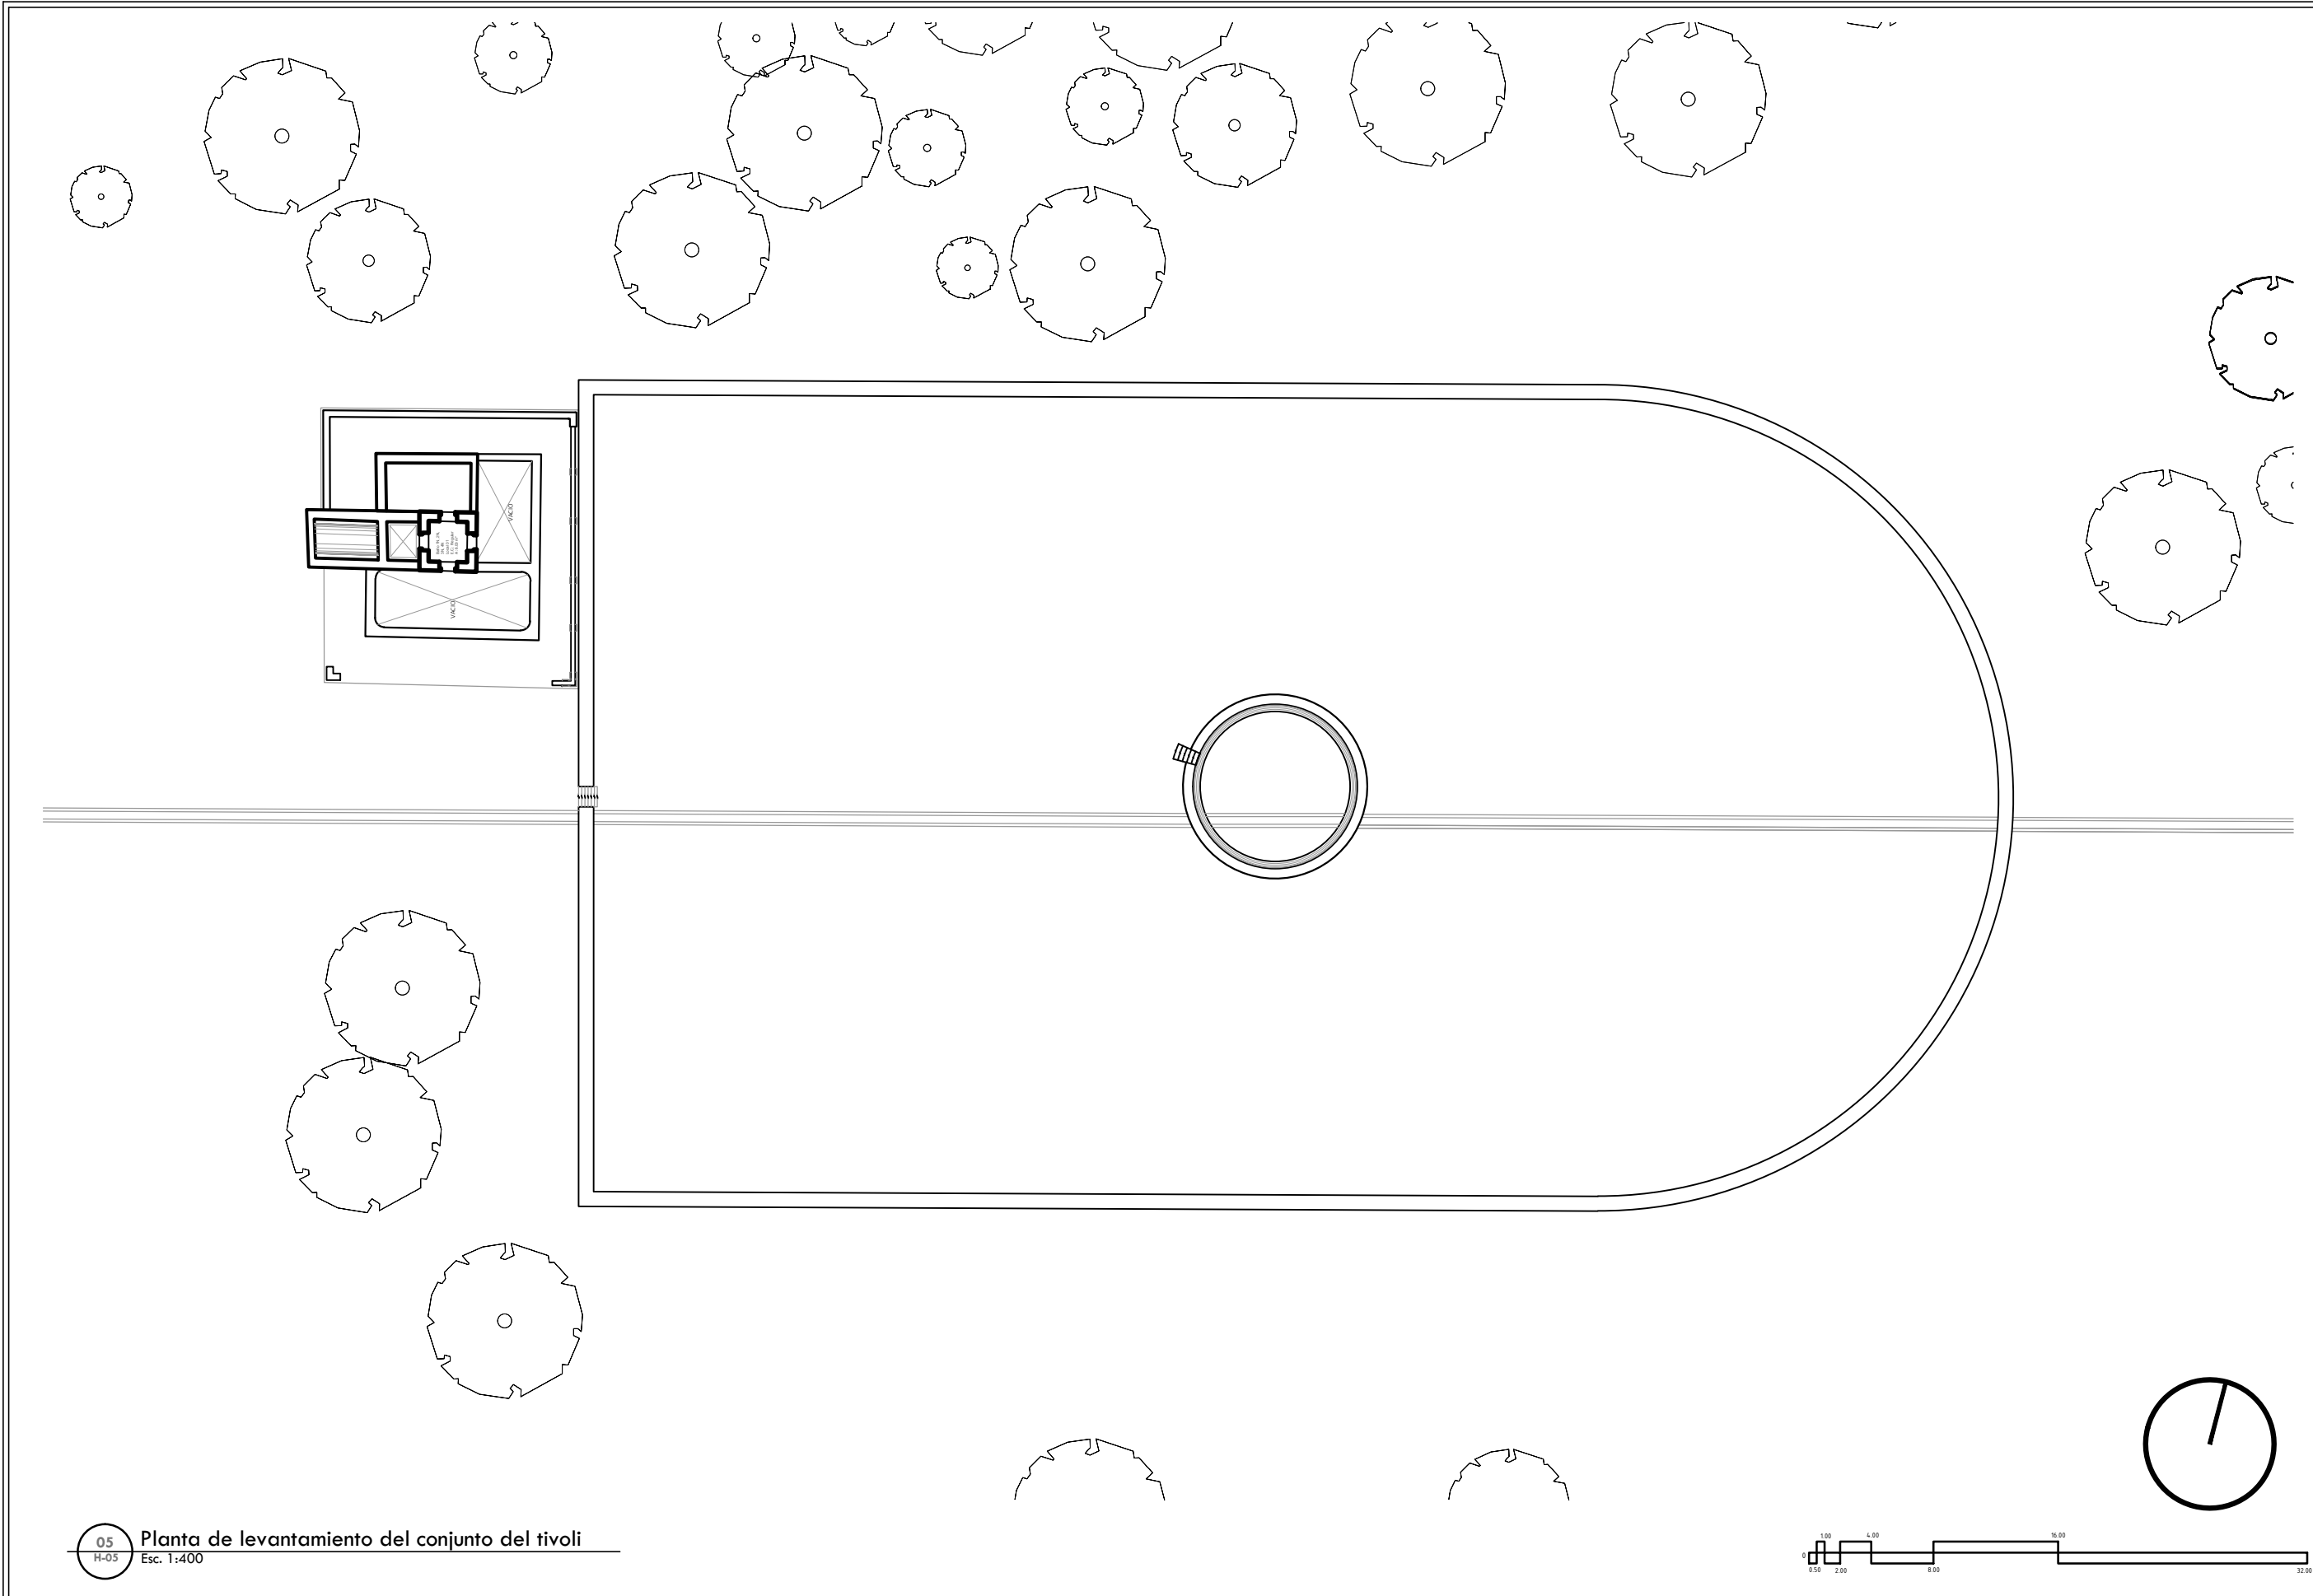 VACIO
VACIO
05
H-05
Planta de levantamiento del conjunto del tivoli
Esc. 1:400
1.00
4.00
16.00
0
0.50
2.00
8.00
32.00